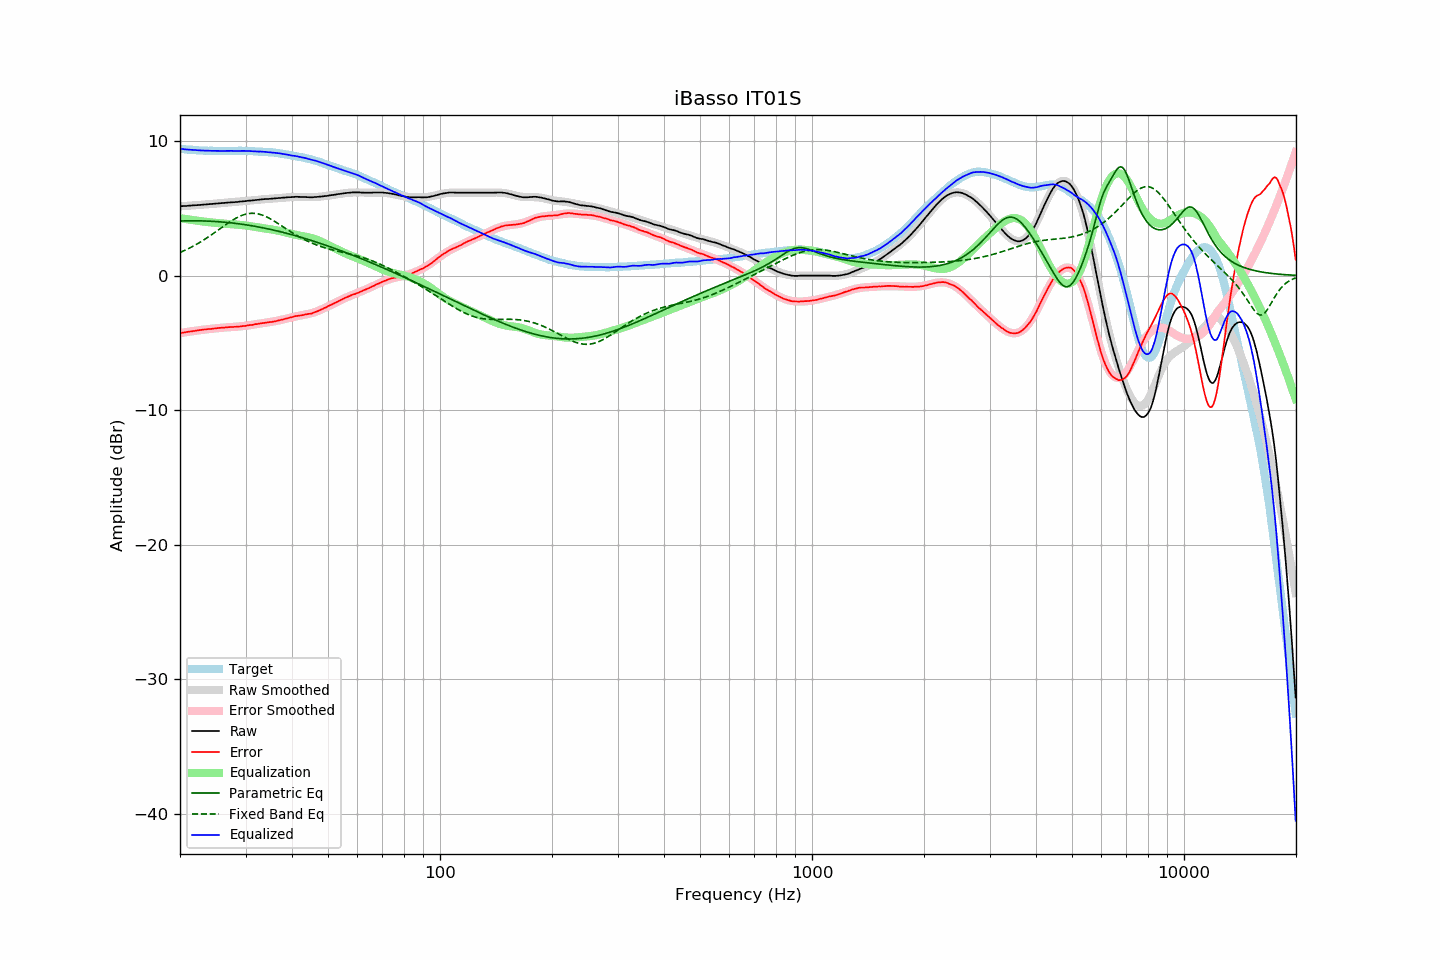 iBasso IT01S
10
0
−10
−20
−30
−40
Amplitude (dBr)
100
1000
10000
Frequency (Hz)
Target
Raw Smoothed
Error Smoothed
Raw
Error
Equalization
Parametric Eq
Fixed Band Eq
Equalized